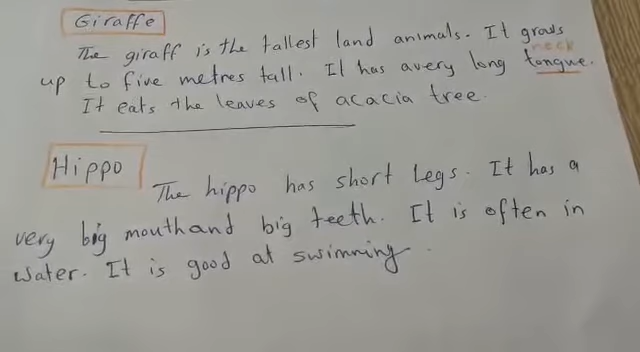 Giraffe
The giraff is the tallest land animals. It grows
neck
up to five metres tall. It has avery long tongue.
It eats the leaves of acacia tree.
Hippo
The hippo has short legs. It has a
very big mouthand big teeth. It is often in
water. It is good at swimming.